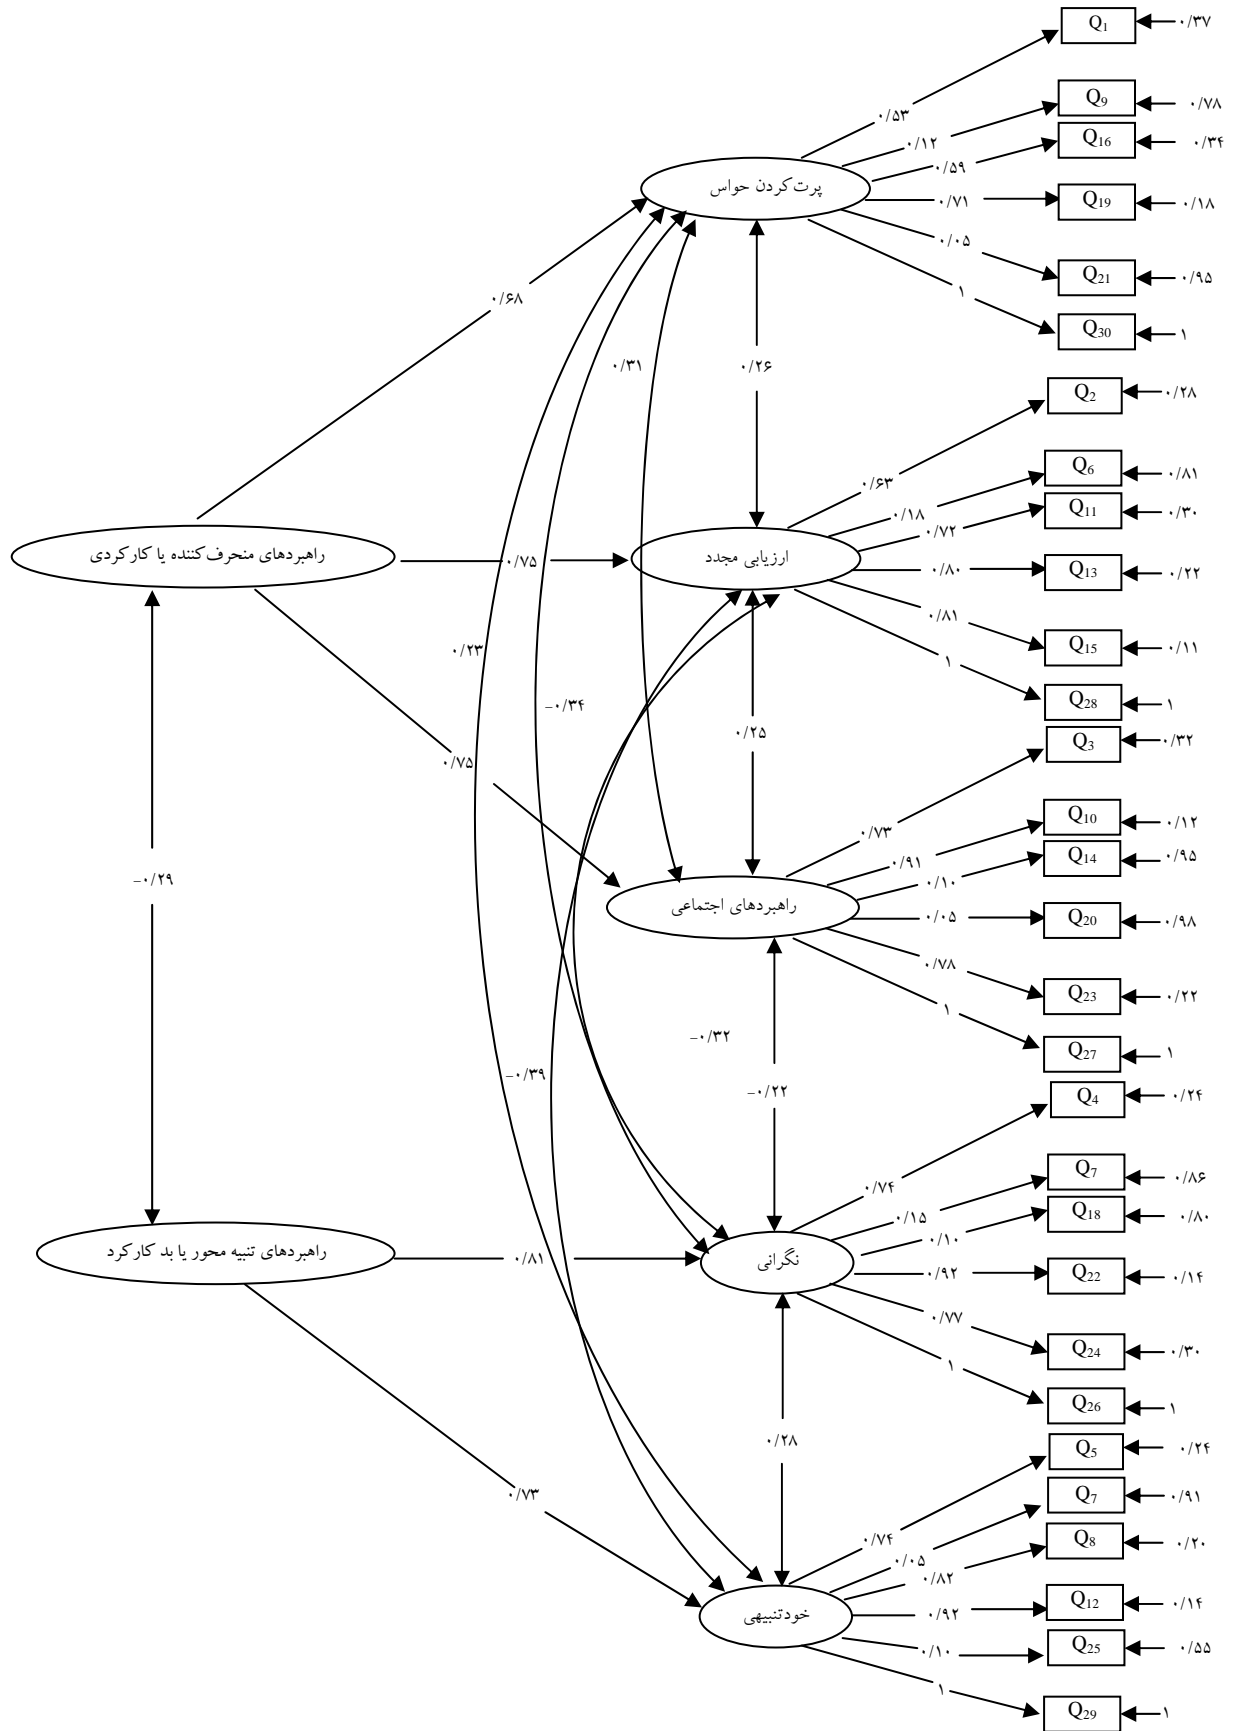 Q1
۰/۳۷
۰/۵۳
Q9
۰/۷۸
۰/۱۲
Q16
۰/۳۴
۰/۵۹
پرت‌کردن حواس
Q19
۰/۱۸
۰/۷۱
۰/۰۵
Q21
۰/۹۵
۱
Q30
۱
۰/۶۸
۰/۳۱
۰/۲۶
Q2
۰/۲۸
۰/۶۳
Q6
۰/۸۱
۰/۱۸
Q11
۰/۳۰
۰/۷۲
راهبردهای منحرف‌کننده یا کارکردی
۰/۷۵
ارزیابی مجدد
۰/۸۰
Q13
۰/۲۲
۰/۸۱
Q15
۰/۱۱
۱
Q28
۱
۰/۲۳
−۰/۳۴
۰/۲۵
Q3
۰/۳۲
۰/۷۵
۰/۷۳
Q10
۰/۱۲
۰/۹۱
Q14
۰/۹۵
۰/۱۰
−۰/۲۹
راهبردهای اجتماعی
۰/۰۵
Q20
۰/۹۸
۰/۷۸
Q23
۰/۲۲
۱
Q27
۱
−۰/۳۲
−۰/۳۹
−۰/۲۲
Q4
۰/۲۴
۰/۷۴
Q7
۰/۸۶
۰/۱۵
Q18
۰/۸۰
۰/۱۰
راهبردهای تنبیه محور یا بد کارکرد
۰/۸۱
نگرانی
۰/۹۲
Q22
۰/۱۴
۰/۷۷
Q24
۰/۳۰
۱
Q26
۱
۰/۲۸
Q5
۰/۲۴
۰/۷۳
۰/۷۴
Q7
۰/۹۱
۰/۰۵
Q8
۰/۲۰
۰/۸۲
خودتنبیهی
۰/۹۲
Q12
۰/۱۴
۰/۱۰
Q25
۰/۵۵
۱
Q29
۱